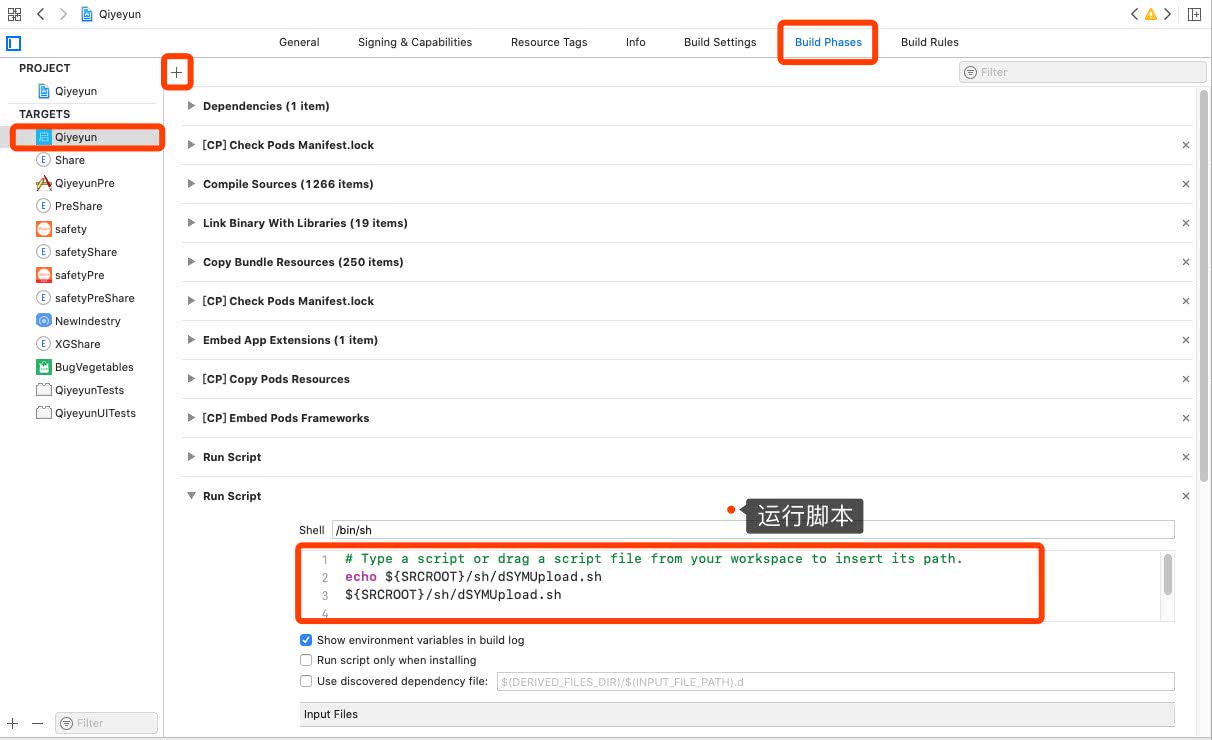 Qiyeyun
General Signing & Capabilities Resource Tags Info Build Settings Build Phases Build Rules
PROJECT
Qiyeyun
TARGETS
Qiyeyun
Share
QiyeyunPre
PreShare
safety
safetyShare
safetyPre
safetyPreShare
NewIndestry
XGShare
BugVegetables
QiyeyunTests
QiyeyunUITests
Filter
Filter
Dependencies (1 item)
[CP] Check Pods Manifest.lock
Compile Sources (1266 items)
Link Binary With Libraries (19 items)
Copy Bundle Resources (250 items)
[CP] Check Pods Manifest.lock
Embed App Extensions (1 item)
[CP] Copy Pods Resources
[CP] Embed Pods Frameworks
Run Script
Run Script
运行脚本
Shell /bin/sh
1 # Type a script or drag a script file from your workspace to insert its path.
2 echo ${SRCROOT}/sh/dSYMUpload.sh
3 ${SRCROOT}/sh/dSYMUpload.sh
4
Show environment variables in build log
Run script only when installing
Use discovered dependency file: $(DERIVED_FILES_DIR)/$(INPUT_FILE_PATH).d
Input Files